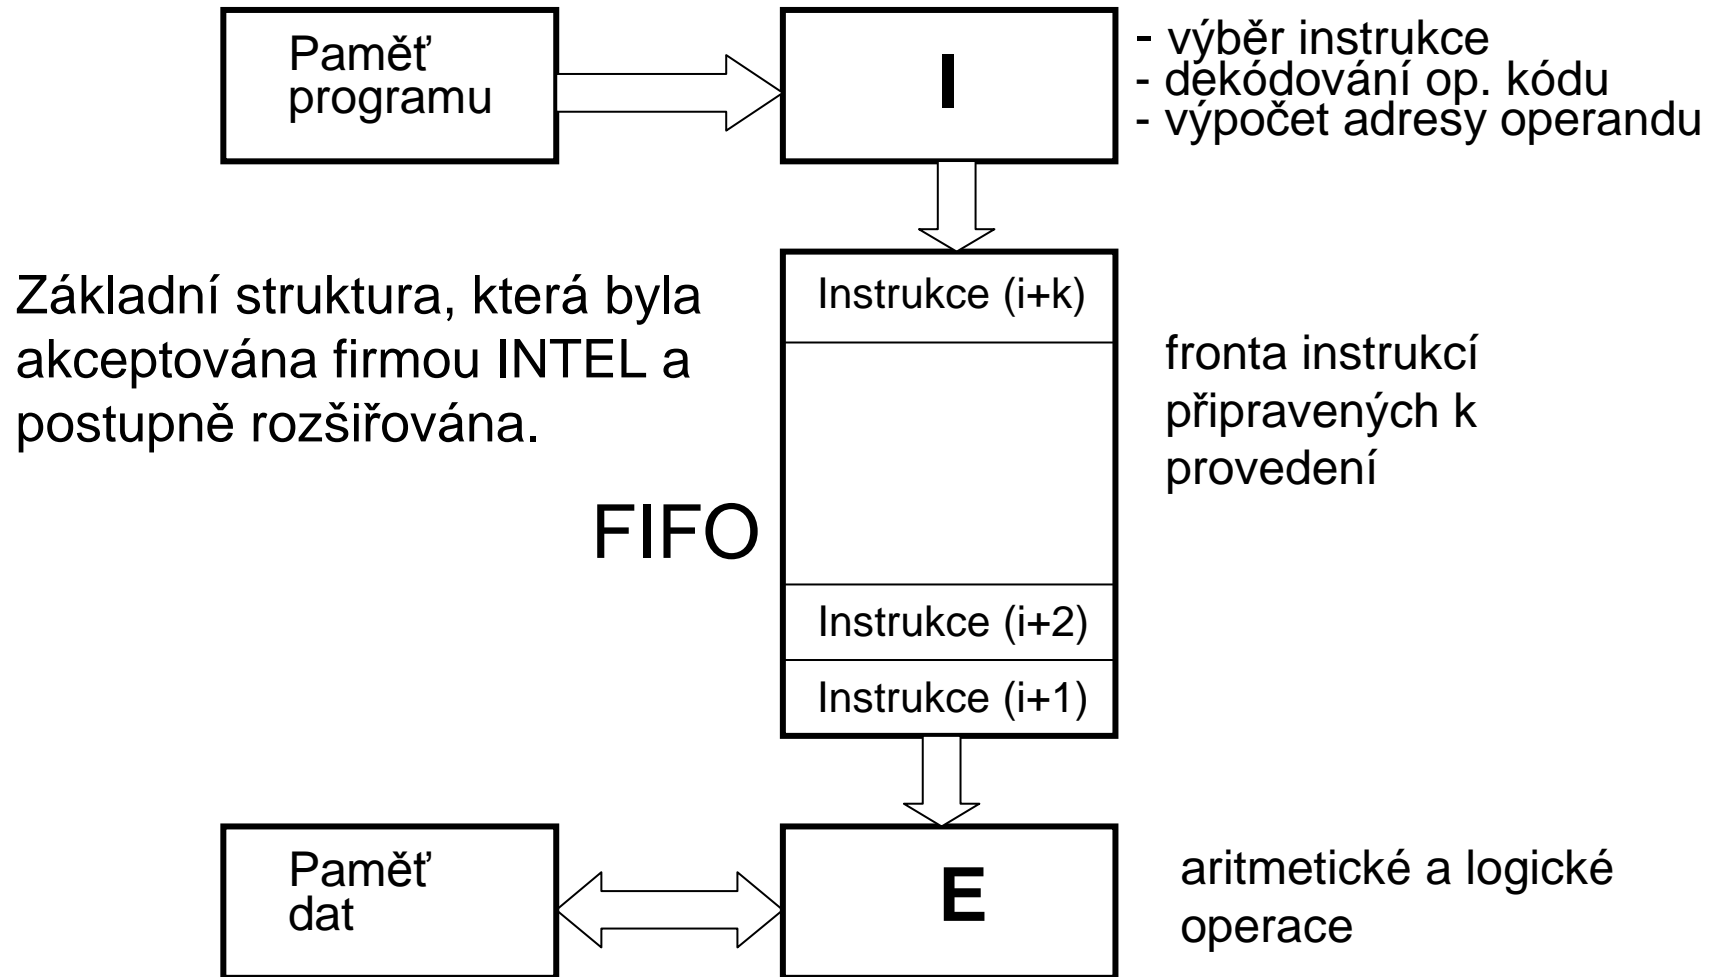 Paměť
programu
I
- výběr instrukce
- dekódování op. kódu
- výpočet adresy operandu
Základní struktura, která byla
akceptována firmou INTEL a
postupně rozšiřována.
FIFO
Instrukce (i+k)
Instrukce (i+2)
Instrukce (i+1)
fronta instrukcí
připravených k
provedení
Paměť
dat
E
aritmetické a logické
operace